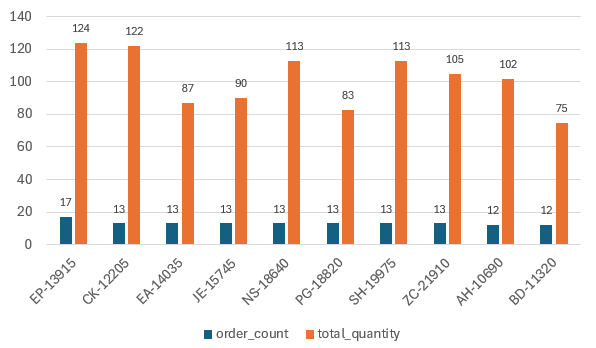 140
120
100
80
60
40
20
0
124
122
87
90
113
83
113
105
102
75
17
13
13
13
13
13
13
13
12
12
EP-13915
CK-12205
EA-14035
JE-15745
NS-18640
PG-18820
SH-19975
ZC-21910
AH-10690
BD-11320
order_count total_quantity